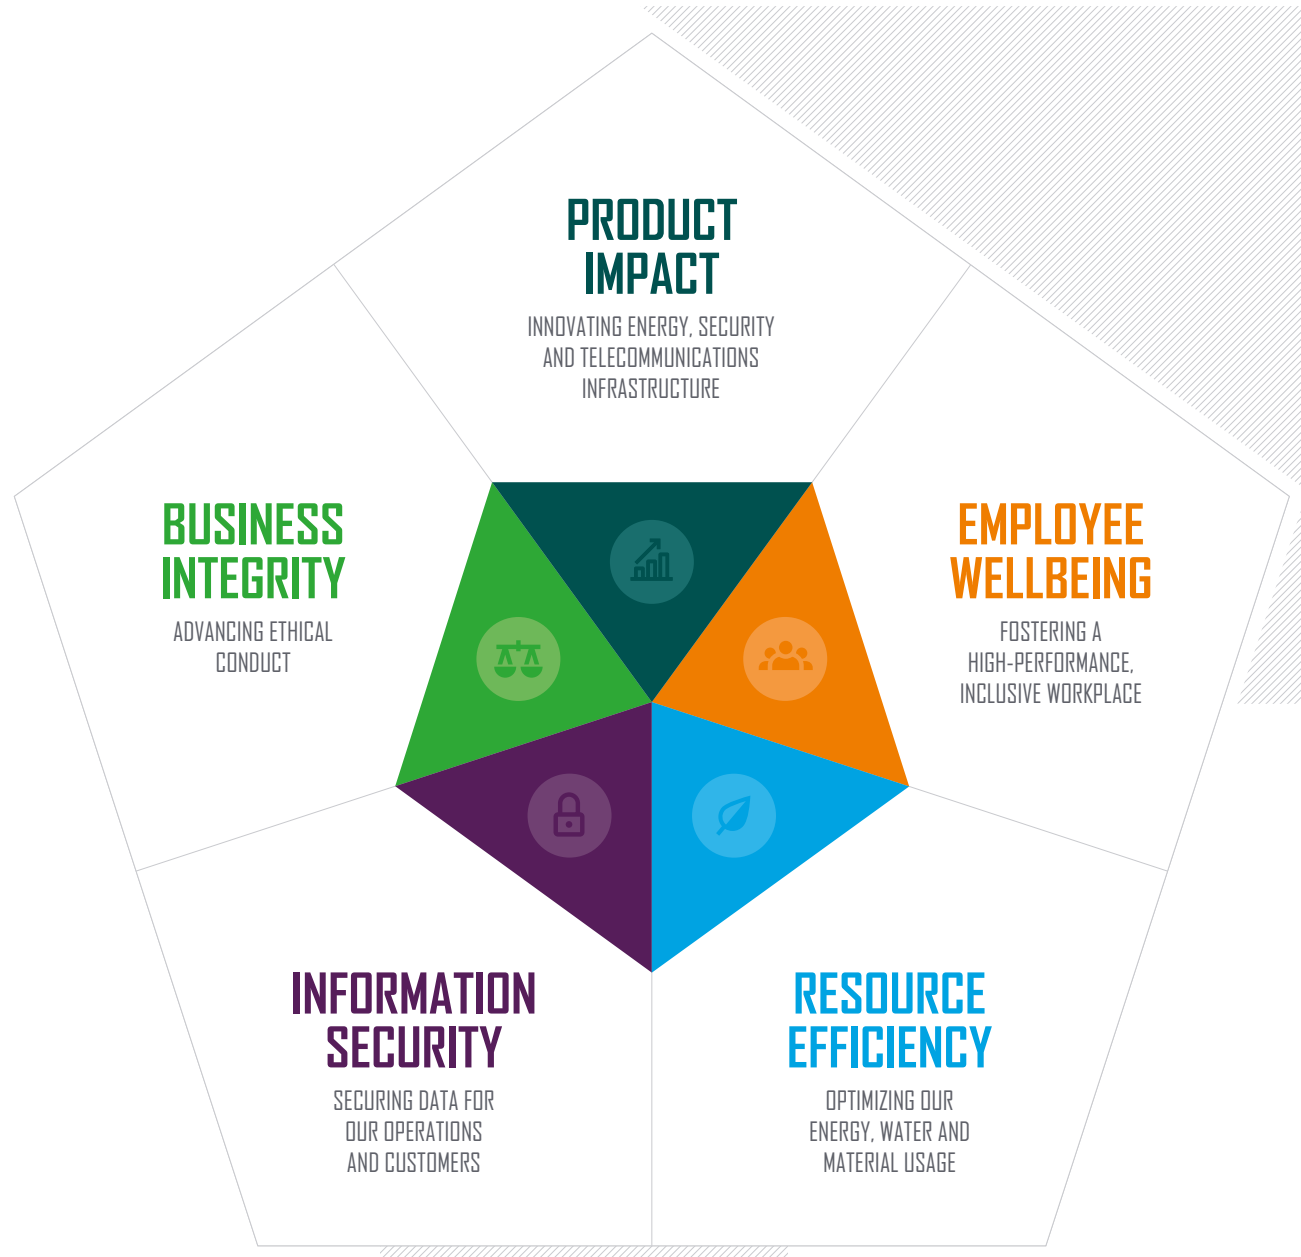 PRODUCT
IMPACT
INNOVATING ENERGY, SECURITY
AND TELECOMMUNICATIONS
INFRASTRUCTURE
BUSINESS
INTEGRITY
ADVANCING ETHICAL
CONDUCT
EMPLOYEE
WELLBEING
FOSTERING A
HIGH-PERFORMANCE,
INCLUSIVE WORKPLACE
INFORMATION
SECURITY
SECURING DATA FOR
OUR OPERATIONS
AND CUSTOMERS
RESOURCE
EFFICIENCY
OPTIMIZING OUR
ENERGY, WATER AND
MATERIAL USAGE